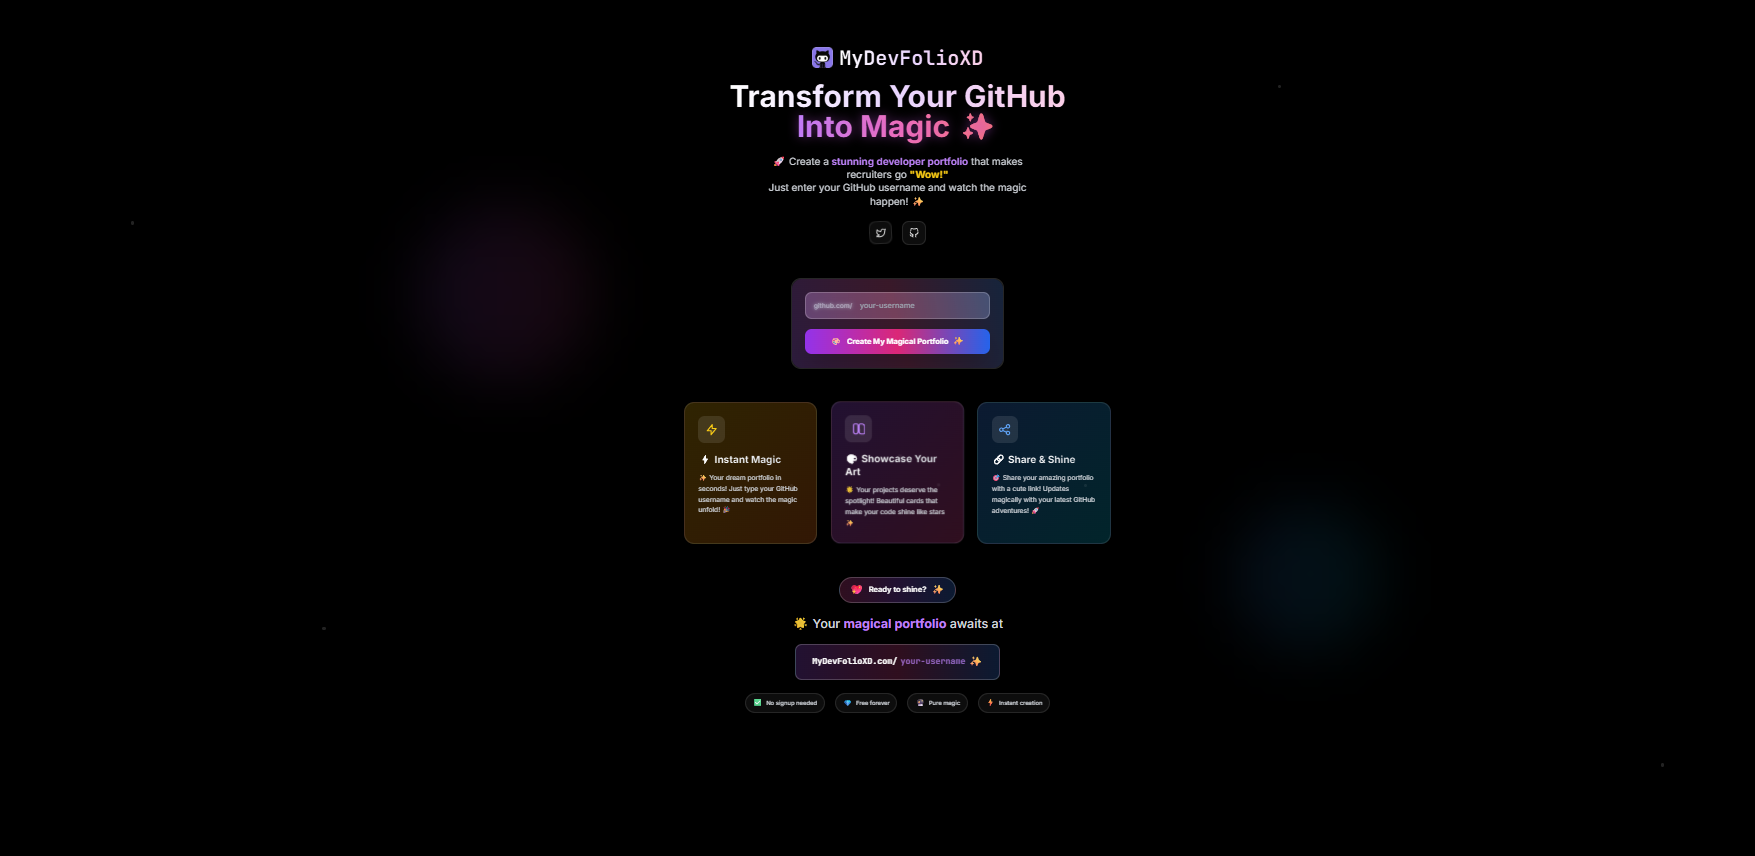 MyDevFolioXD
Transform Your GitHub
Into Magic ✨
🚀 Create a stunning developer portfolio that makes
recruiters go "Wow!"
Just enter your GitHub username and watch the magic
happen! ✨
github.com/ your-username
🎯 Create My Magical Portfolio ✨
⚡ Instant Magic
✨ Your dream portfolio in
seconds! Just type your GitHub
username and watch the magic
unfold! 🎉
🎨 Showcase Your
Art
🌟 Your projects deserve the
spotlight! Beautiful cards that
make your code shine like stars
✨
🔗 Share & Shine
🎯 Share your amazing portfolio
with a cute link! Updates
magically with your latest GitHub
adventures! 🚀
💖 Ready to shine? ✨
🌟 Your magical portfolio awaits at
MyDevFolioXD.com/ your-username ✨
✅ No signup needed
💎 Free forever
Pure magic
⚡ Instant creation